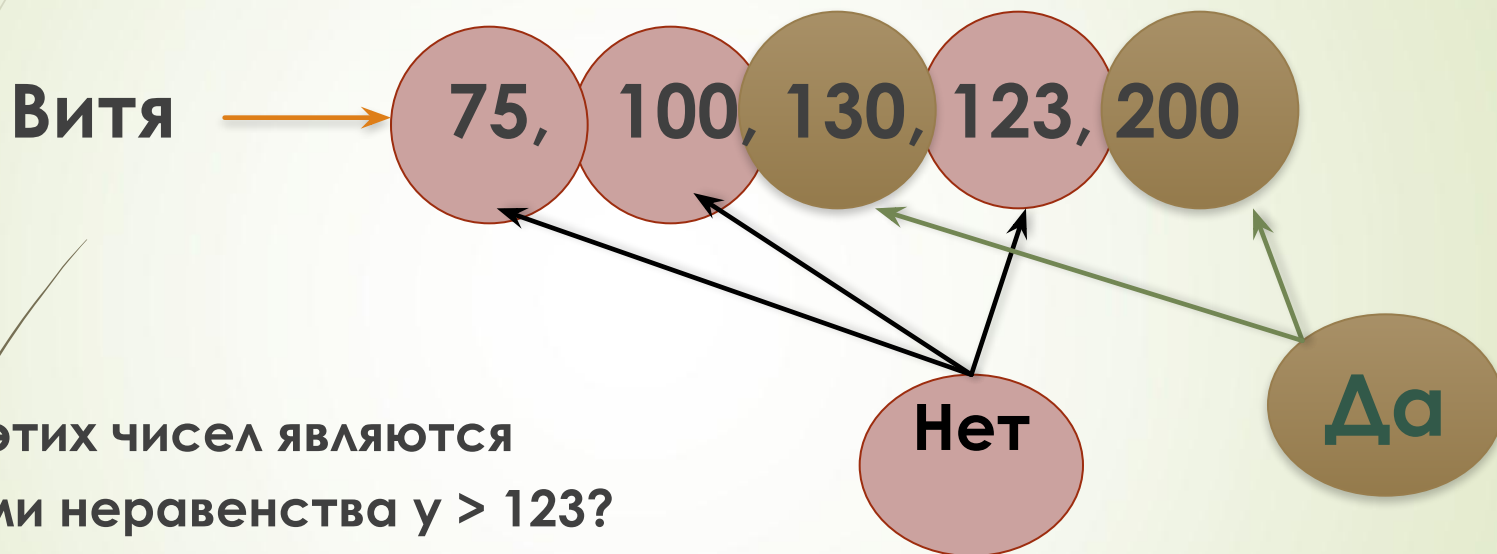 Витя 75, 100, 130, 123, 200
Нет
Да
этих чисел являются
ми неравенства y > 123?